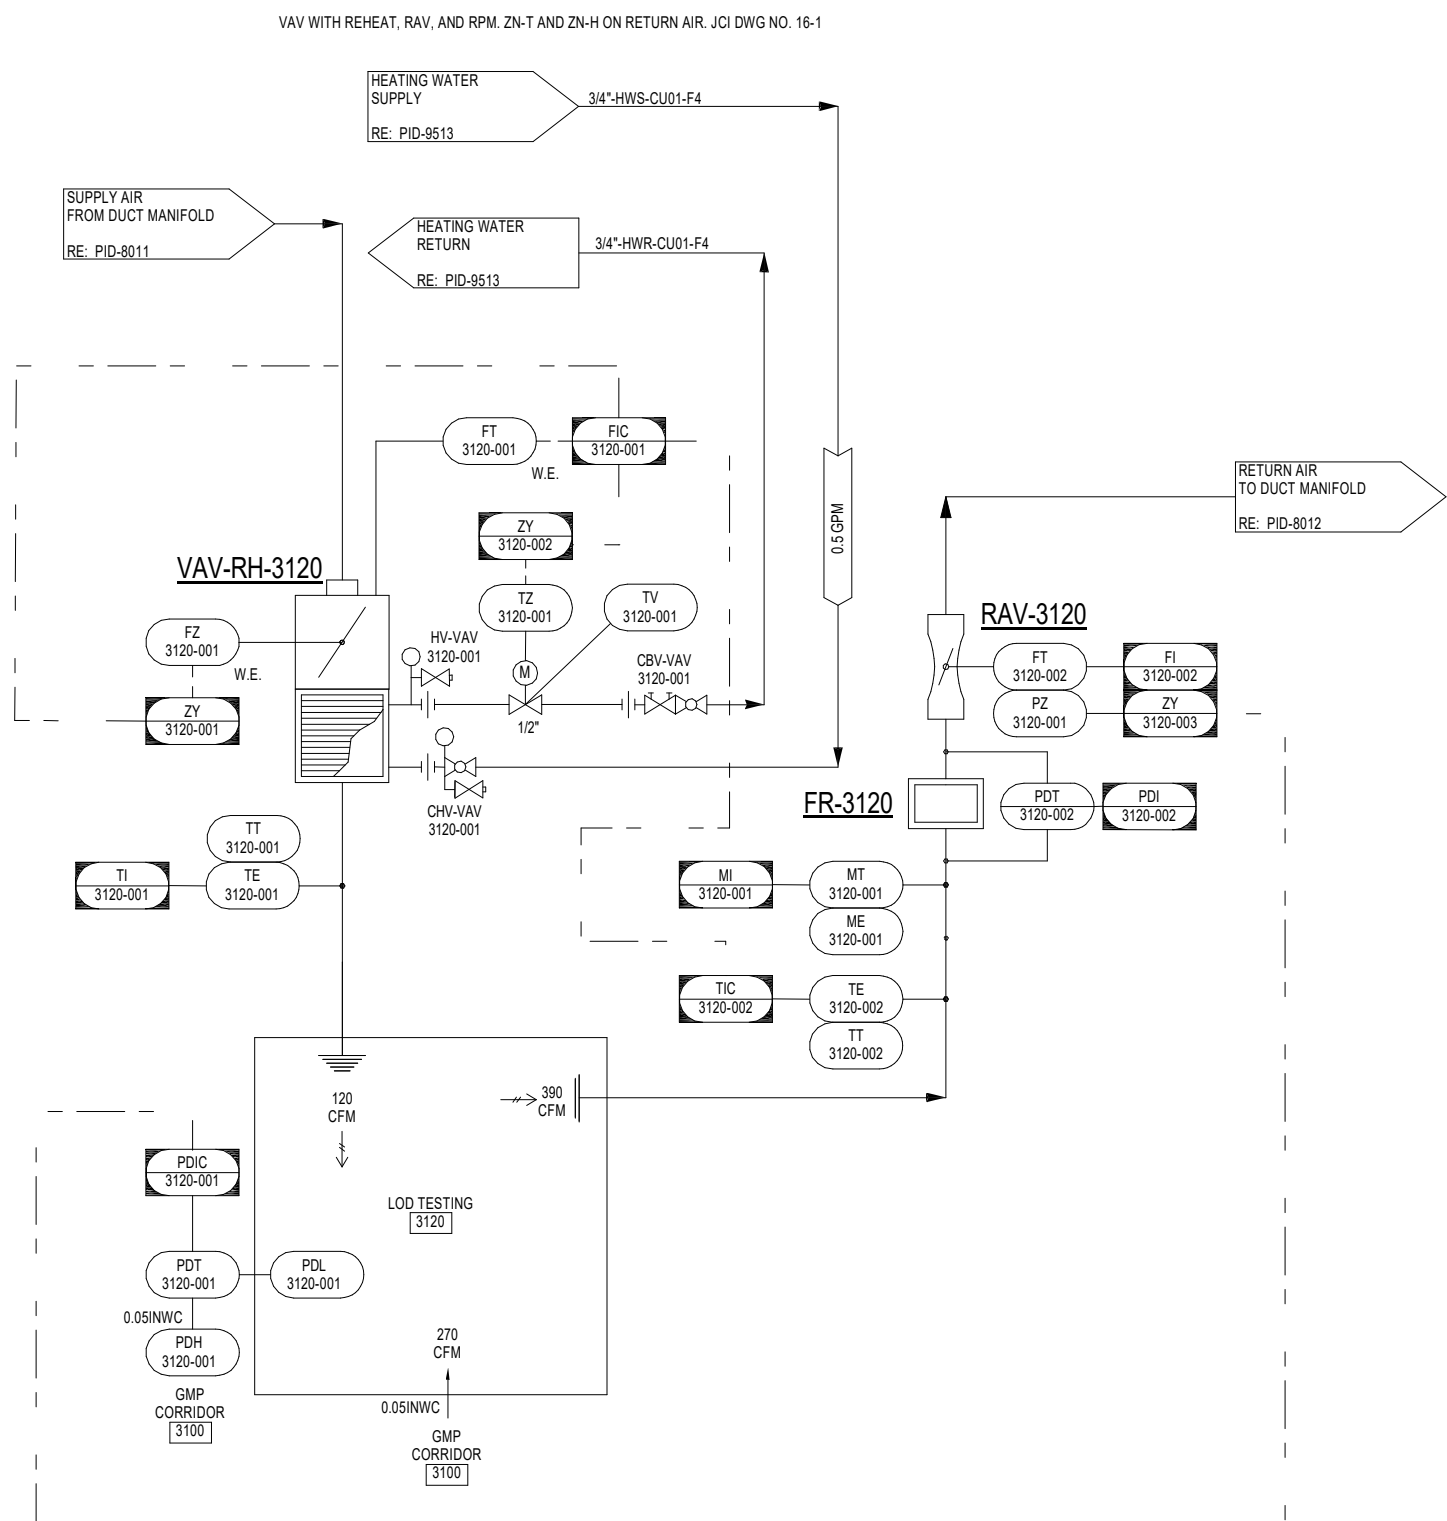 VAV WITH REHEAT, RAV, AND RPM. ZN-T AND ZN-H ON RETURN AIR. JCI DWG NO. 16-1
HEATING WATER
SUPPLY
RE: PID-9513
3/4"-HWS-CU01-F4
SUPPLY AIR
FROM DUCT MANIFOLD
RE: PID-8011
HEATING WATER
RETURN
RE: PID-9513
3/4"-HWR-CU01-F4
FT
3120-001
W.E.
FIC
3120-001
RETURN AIR
TO DUCT MANIFOLD
RE: PID-8012
0.5 GPM
ZY
3120-002
VAV-RH-3120
TZ
3120-001
TV
3120-001
RAV-3120
FZ
3120-001
W.E.
HV-VAV
3120-001
M
CBV-VAV
3120-001
FT
3120-002
FI
3120-002
ZY
3120-001
1/2"
PZ
3120-001
ZY
3120-003
CHV-VAV
3120-001
FR-3120
PDT
3120-002
PDI
3120-002
TT
3120-001
TI
3120-001
TE
3120-001
MI
3120-001
MT
3120-001
ME
3120-001
TIC
3120-002
TE
3120-002
TT
3120-002
120
CFM
390
CFM
PDIC
3120-001
LOD TESTING
3120
PDT
3120-001
PDL
3120-001
0.05INWC
PDH
3120-001
270
CFM
GMP
CORRIDOR
3100
0.05INWC
GMP
CORRIDOR
3100